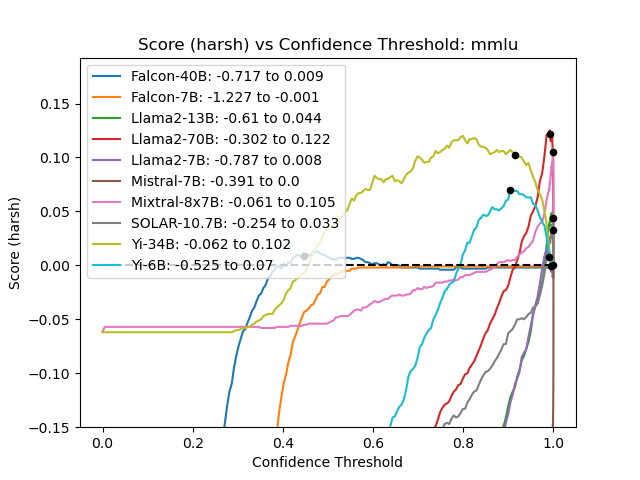 Score (harsh) vs Confidence Threshold: mmlu
Falcon-40B: -0.717 to 0.009
Falcon-7B: -1.227 to -0.001
Llama2-13B: -0.61 to 0.044
Llama2-70B: -0.302 to 0.122
Llama2-7B: -0.787 to 0.008
Mistral-7B: -0.391 to 0.0
Mixtral-8x7B: -0.061 to 0.105
SOLAR-10.7B: -0.254 to 0.033
Yi-34B: -0.062 to 0.102
Yi-6B: -0.525 to 0.07
Score (harsh)
0.15
0.10
0.05
0.00
−0.05
−0.10
−0.15
0.0 0.2 0.4 0.6 0.8 1.0
Confidence Threshold